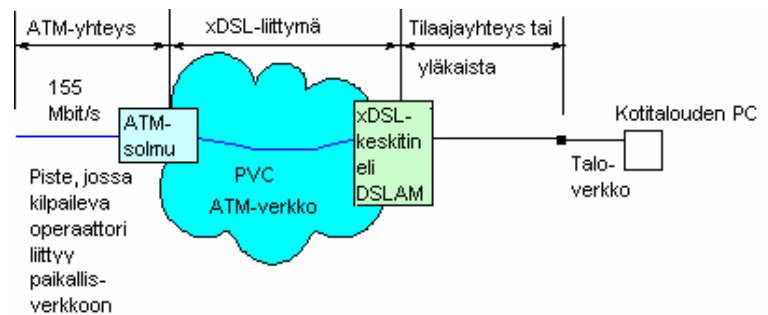 ATM-yhteys
xDSL-liittymä
Tilaajayhteys tai
yläkaista
155
Mbit/s
ATM-
solmu
xDSL-
keskitin
eli
DSLAM
PVC
ATM-verkko
Kotitalouden PC
Talo-
verkko
Piste, jossa
kilpaileva
operaattori
liittyy
paikallis-
verkkoon